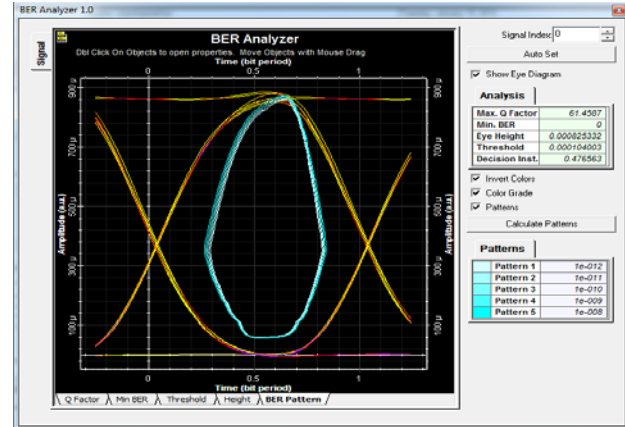 BER Analyzer 1.0
Signal
BER Analyzer
Dbl Click On Objects to open properties. Move Objects with Mouse Drag
Time (bit period)
0 0.5 1
900 µ 700 µ 500 µ 300 µ 100 µ
Amplitude (a.u.)
900 µ 700 µ 500 µ 300 µ 100 µ
Amplitude (a.u.)
0 0.5 1
Time (bit period)
Q Factor Min BER Threshold Height BER Pattern
Signal Index: 0
Auto Set
Show Eye Diagram
Analysis
Max. Q Factor 61.4587
Min. BER 0
Eye Height 0.000825332
Threshold 0.000104003
Decision Inst. 0.476563
Invert Colors
Color Grade
Patterns
Calculate Patterns
Patterns
Pattern 1 1e-012
Pattern 2 1e-011
Pattern 3 1e-010
Pattern 4 1e-009
Pattern 5 1e-008